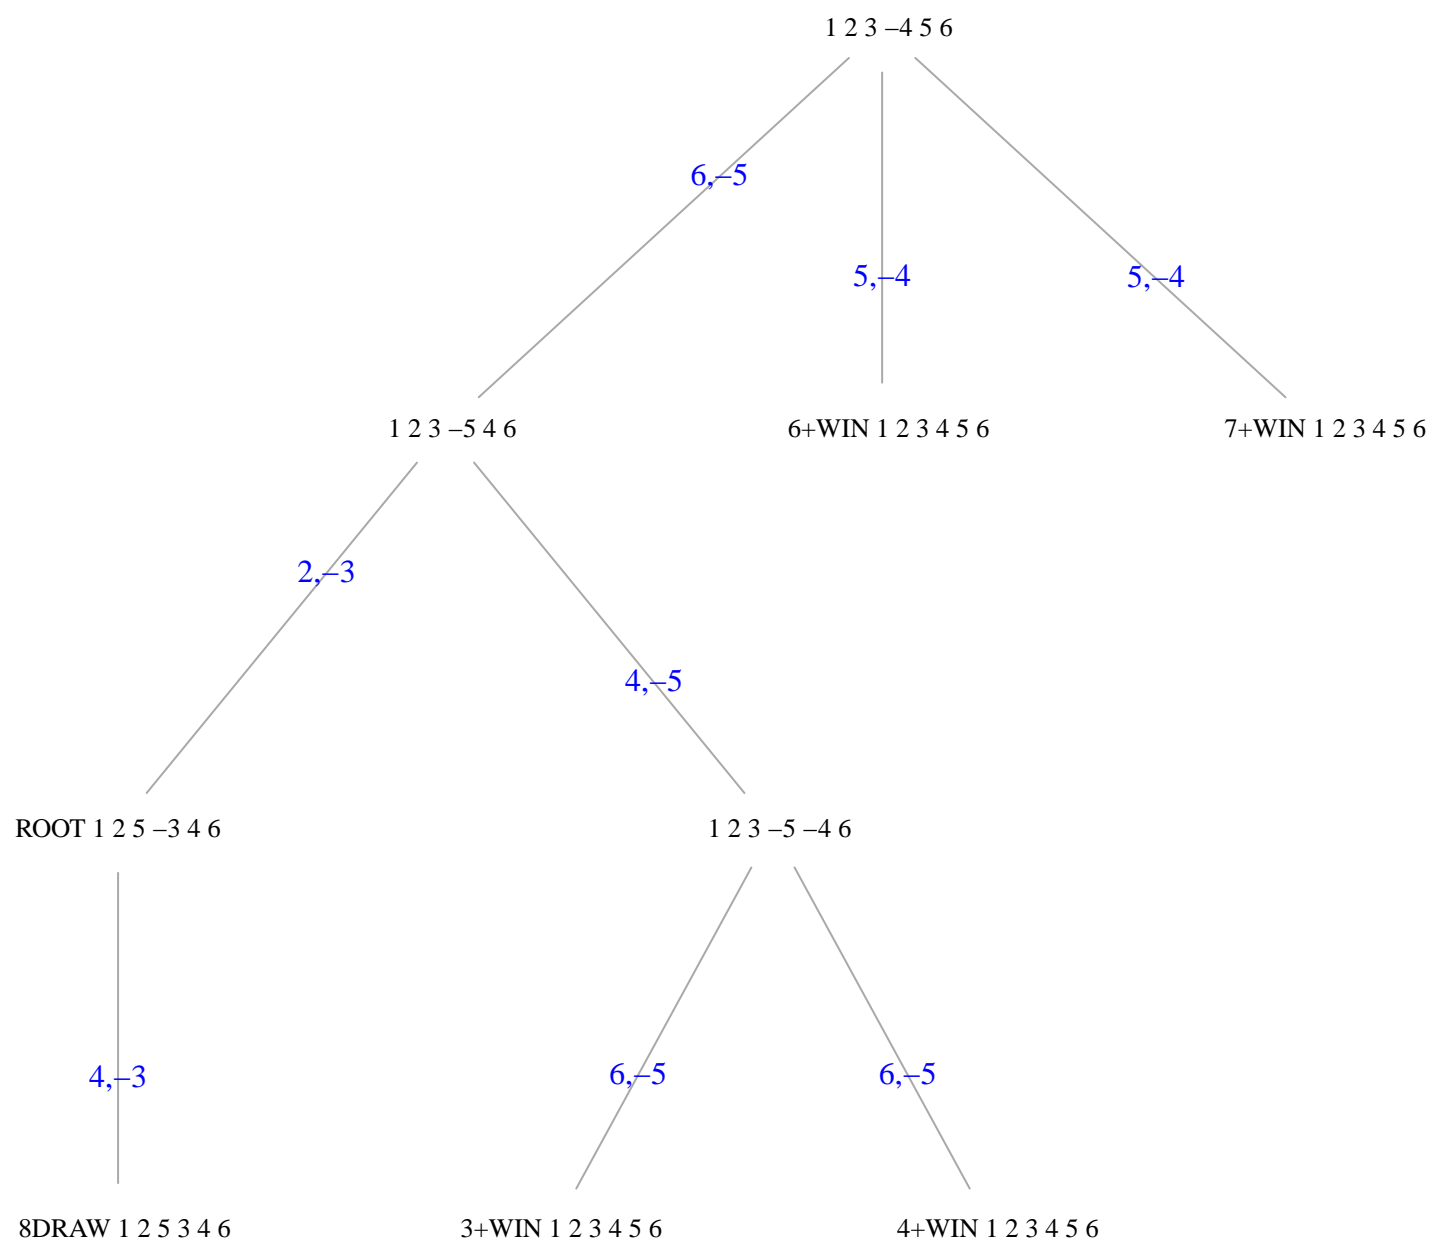 1 2 3 –4 5 6
6,–5
5,–4
5,–4
1 2 3 –5 4 6
6+WIN 1 2 3 4 5 6
7+WIN 1 2 3 4 5 6
2,–3
4,–5
ROOT 1 2 5 –3 4 6
1 2 3 –5 –4 6
4,–3
6,–5
6,–5
8DRAW 1 2 5 3 4 6
3+WIN 1 2 3 4 5 6
4+WIN 1 2 3 4 5 6